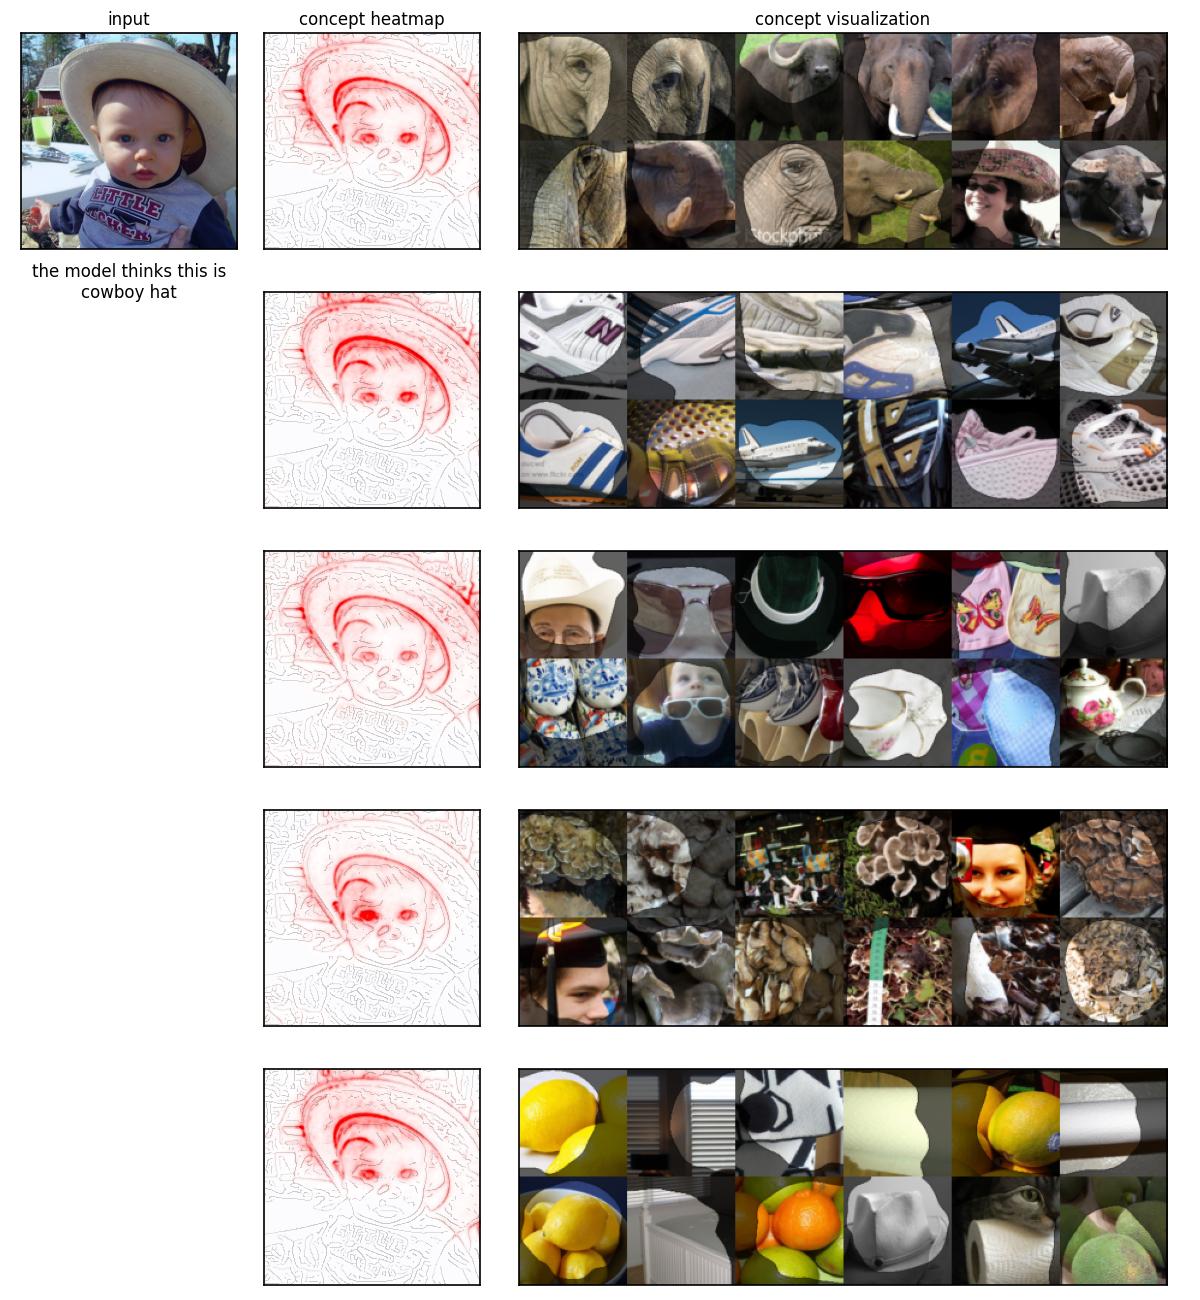 input
concept heatmap
concept visualization
LITTLE
the model thinks this is
cowboy hat
N